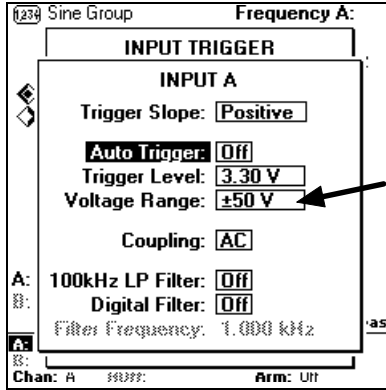 1234 Sine Group Frequency A:
INPUT TRIGGER
INPUT A
Trigger Slope: Positive
Auto Trigger: Off
Trigger Level: 3.30 V
Voltage Range: ±50 V
Coupling: AC
A: 100kHz LP Filter: Off
B: Digital Filter: Off
Filter Frequency: 1.000 kHz
A:
B:
Chan: A Arm: Off